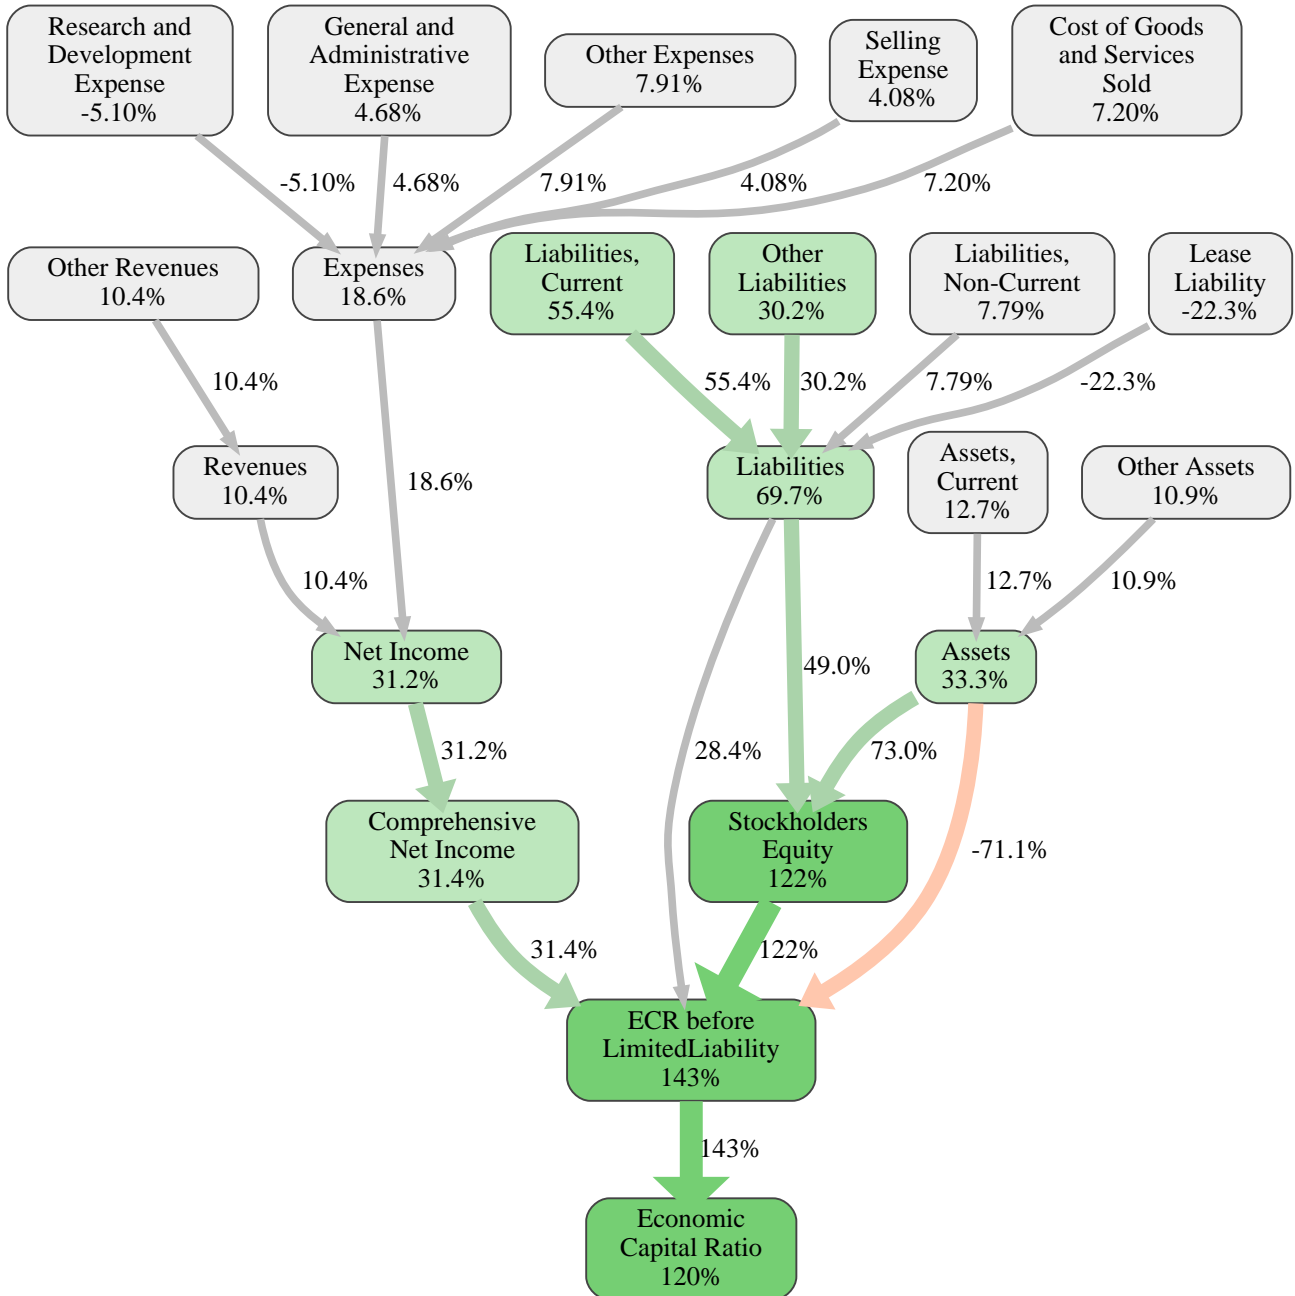 Research and
Development
Expense
-5.10%
General and
Administrative
Expense
4.68%
Other Expenses
7.91%
Selling
Expense
4.08%
Cost of Goods
and Services
Sold
7.20%
-5.10%
4.68%
7.91%
4.08%
7.20%
Other Revenues
10.4%
Expenses
18.6%
Liabilities,
Current
55.4%
Other
Liabilities
30.2%
Liabilities,
Non-Current
7.79%
Lease
Liability
-22.3%
10.4%
55.4%
30.2%
7.79%
-22.3%
Revenues
10.4%
18.6%
Liabilities
69.7%
Assets,
Current
12.7%
Other Assets
10.9%
10.4%
12.7%
10.9%
Net Income
31.2%
49.0%
Assets
33.3%
31.2%
28.4%
73.0%
Comprehensive
Net Income
31.4%
Stockholders
Equity
122%
-71.1%
31.4%
122%
ECR before
LimitedLiability
143%
143%
Economic
Capital Ratio
120%